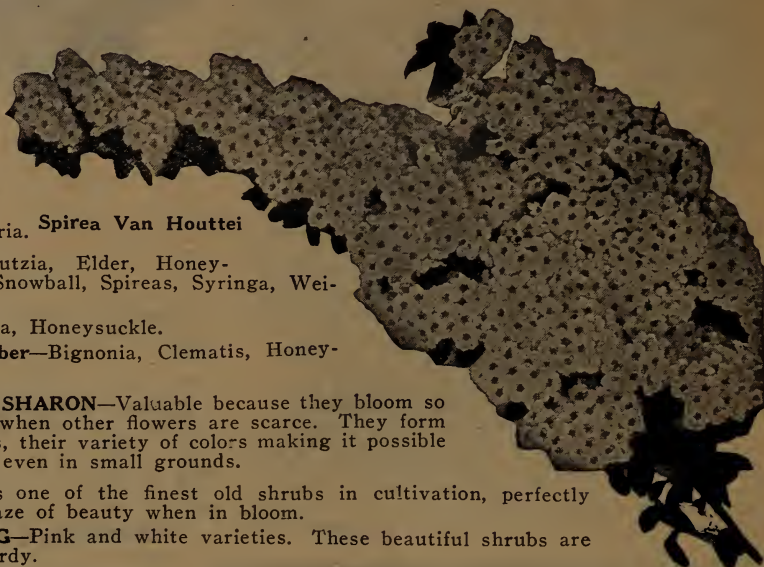 ria. Spirea Van Houttei
utzia, Elder, Honey-
Snowball, Spireas, Syringa, Wei-
a, Honeysuckle.
ber—Bignonia, Clematis, Honey-
SHARON—Valuable because they bloom so
when other flowers are scarce. They form
s, their variety of colors making it possible
even in small grounds.
s one of the finest old shrubs in cultivation, perfectly
aze of beauty when in bloom.
G—Pink and white varieties. These beautiful shrubs are
rdy.